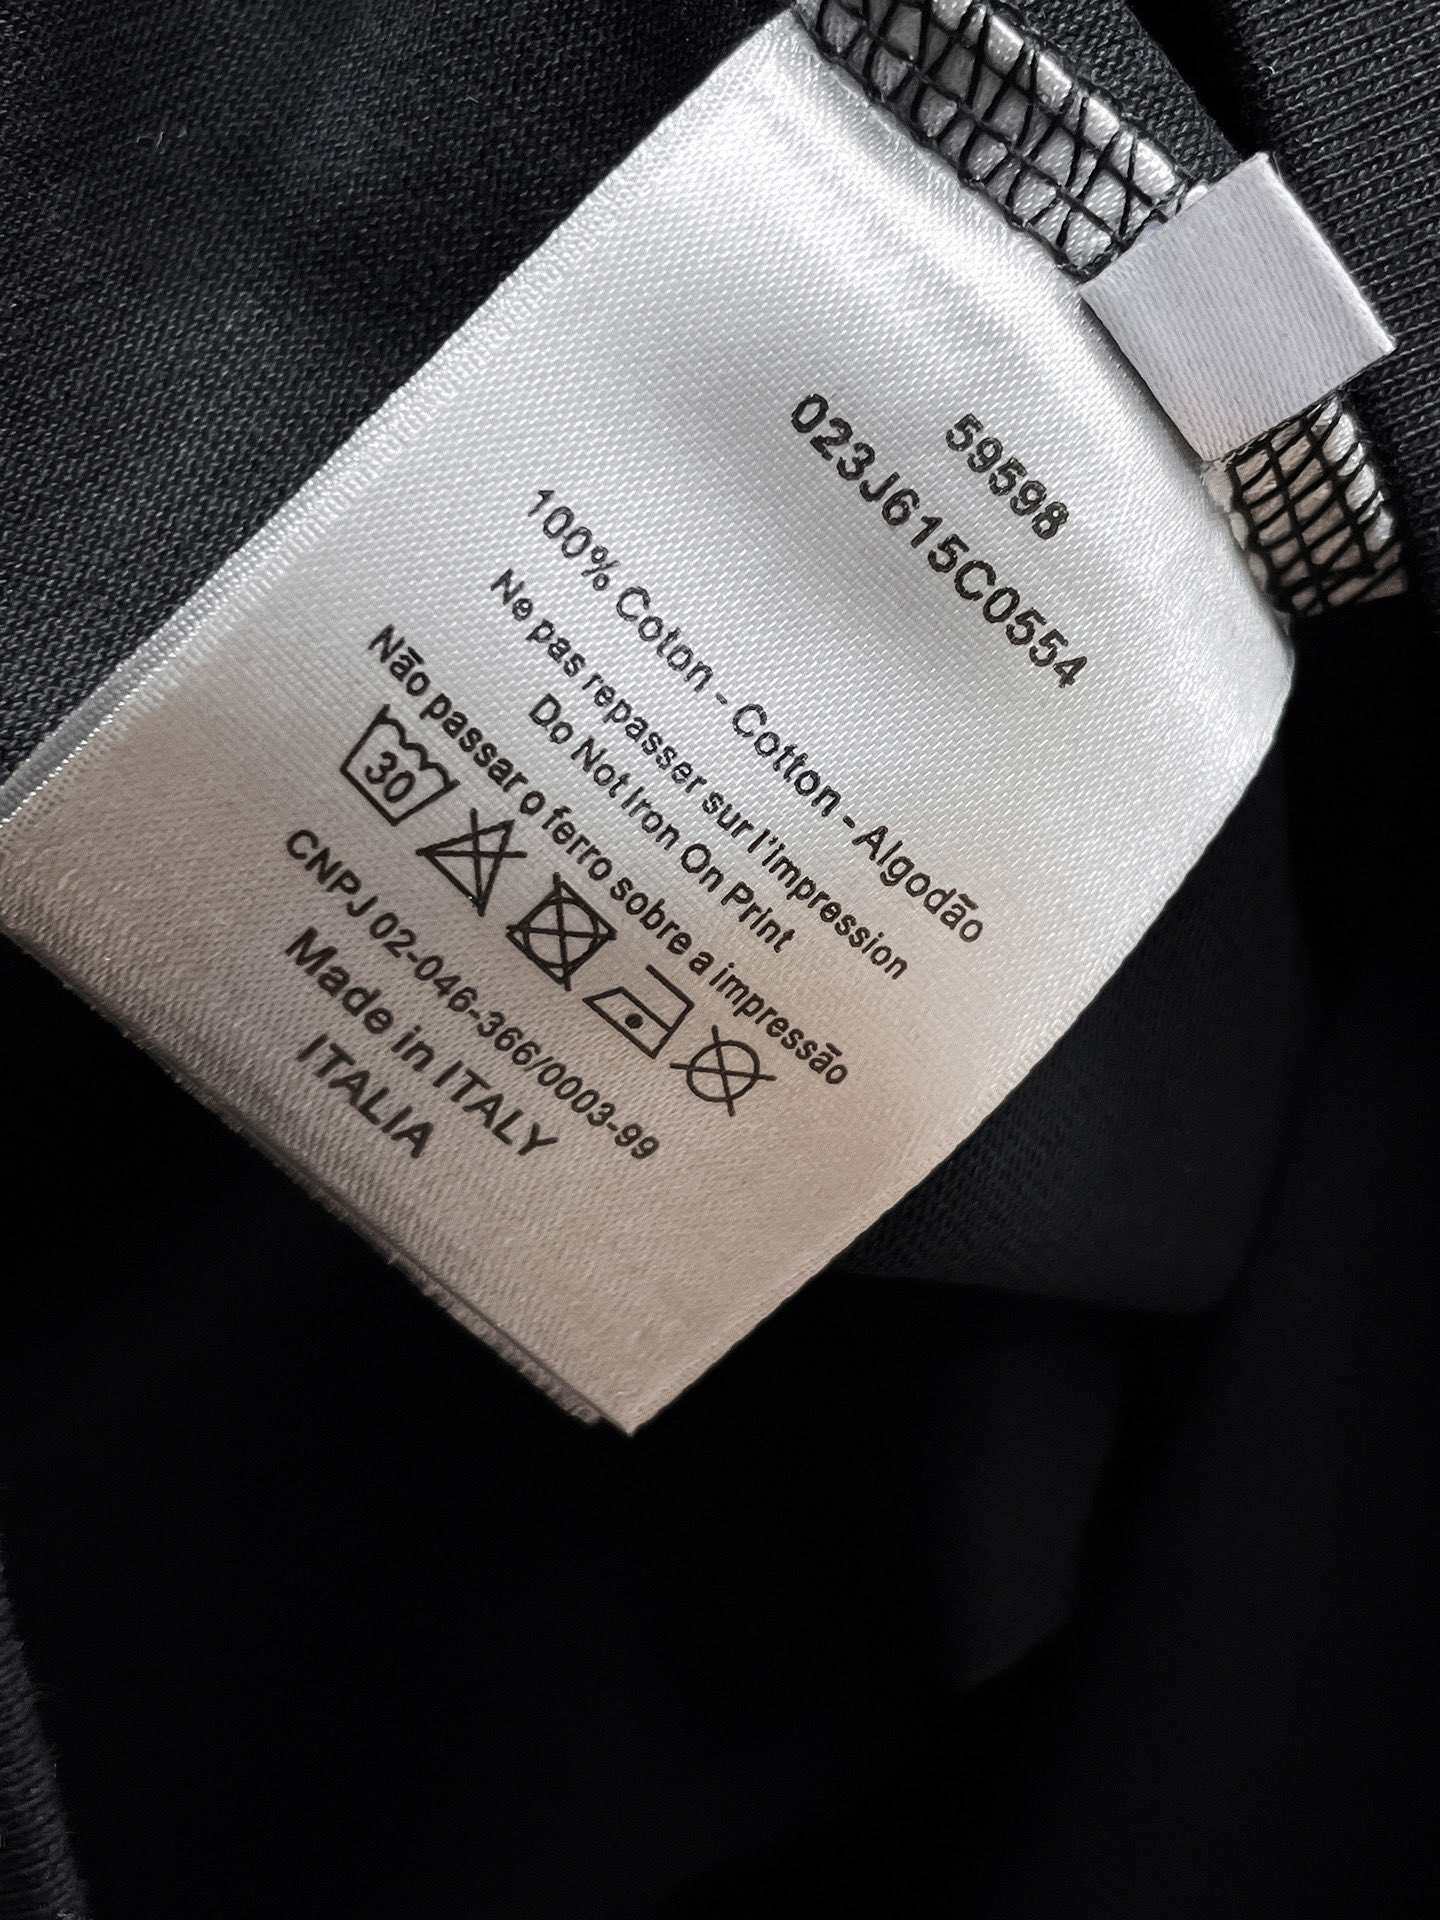 59598
023J615C0554
100% Coton - Cotton - Algodão
Ne pas repasser sur l'impression
Do Not Iron On Print
Não passar o ferro sobre a impressão
30
CNPJ 02-046-366/0003-99
Made in ITALY
ITALIA